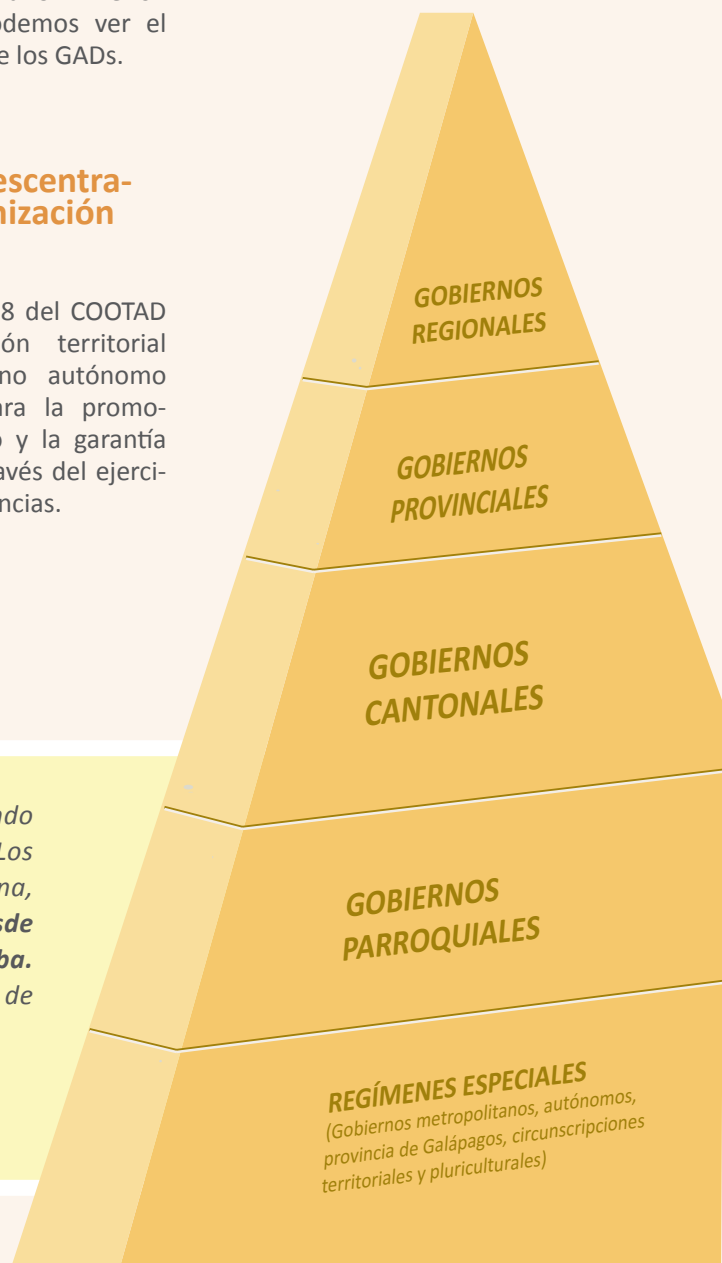 podemos ver el
e los GADs.
escentra-
nización
8 del COOTAD
ón territorial
no autónomo
ara la promo-
o y la garantía
avés del ejerci-
ncias.
GOBIERNOS
REGIONALES
GOBIERNOS
PROVINCIALES
GOBIERNOS
CANTONALES
ndo
Los
na,
sde
ba.
de
GOBIERNOS
PARROQUIALES
REGÍMENES ESPECIALES
(Gobiernos metropolitanos, autónomos,
provincia de Galápagos, circunscripciones
territoriales y pluriculturales)